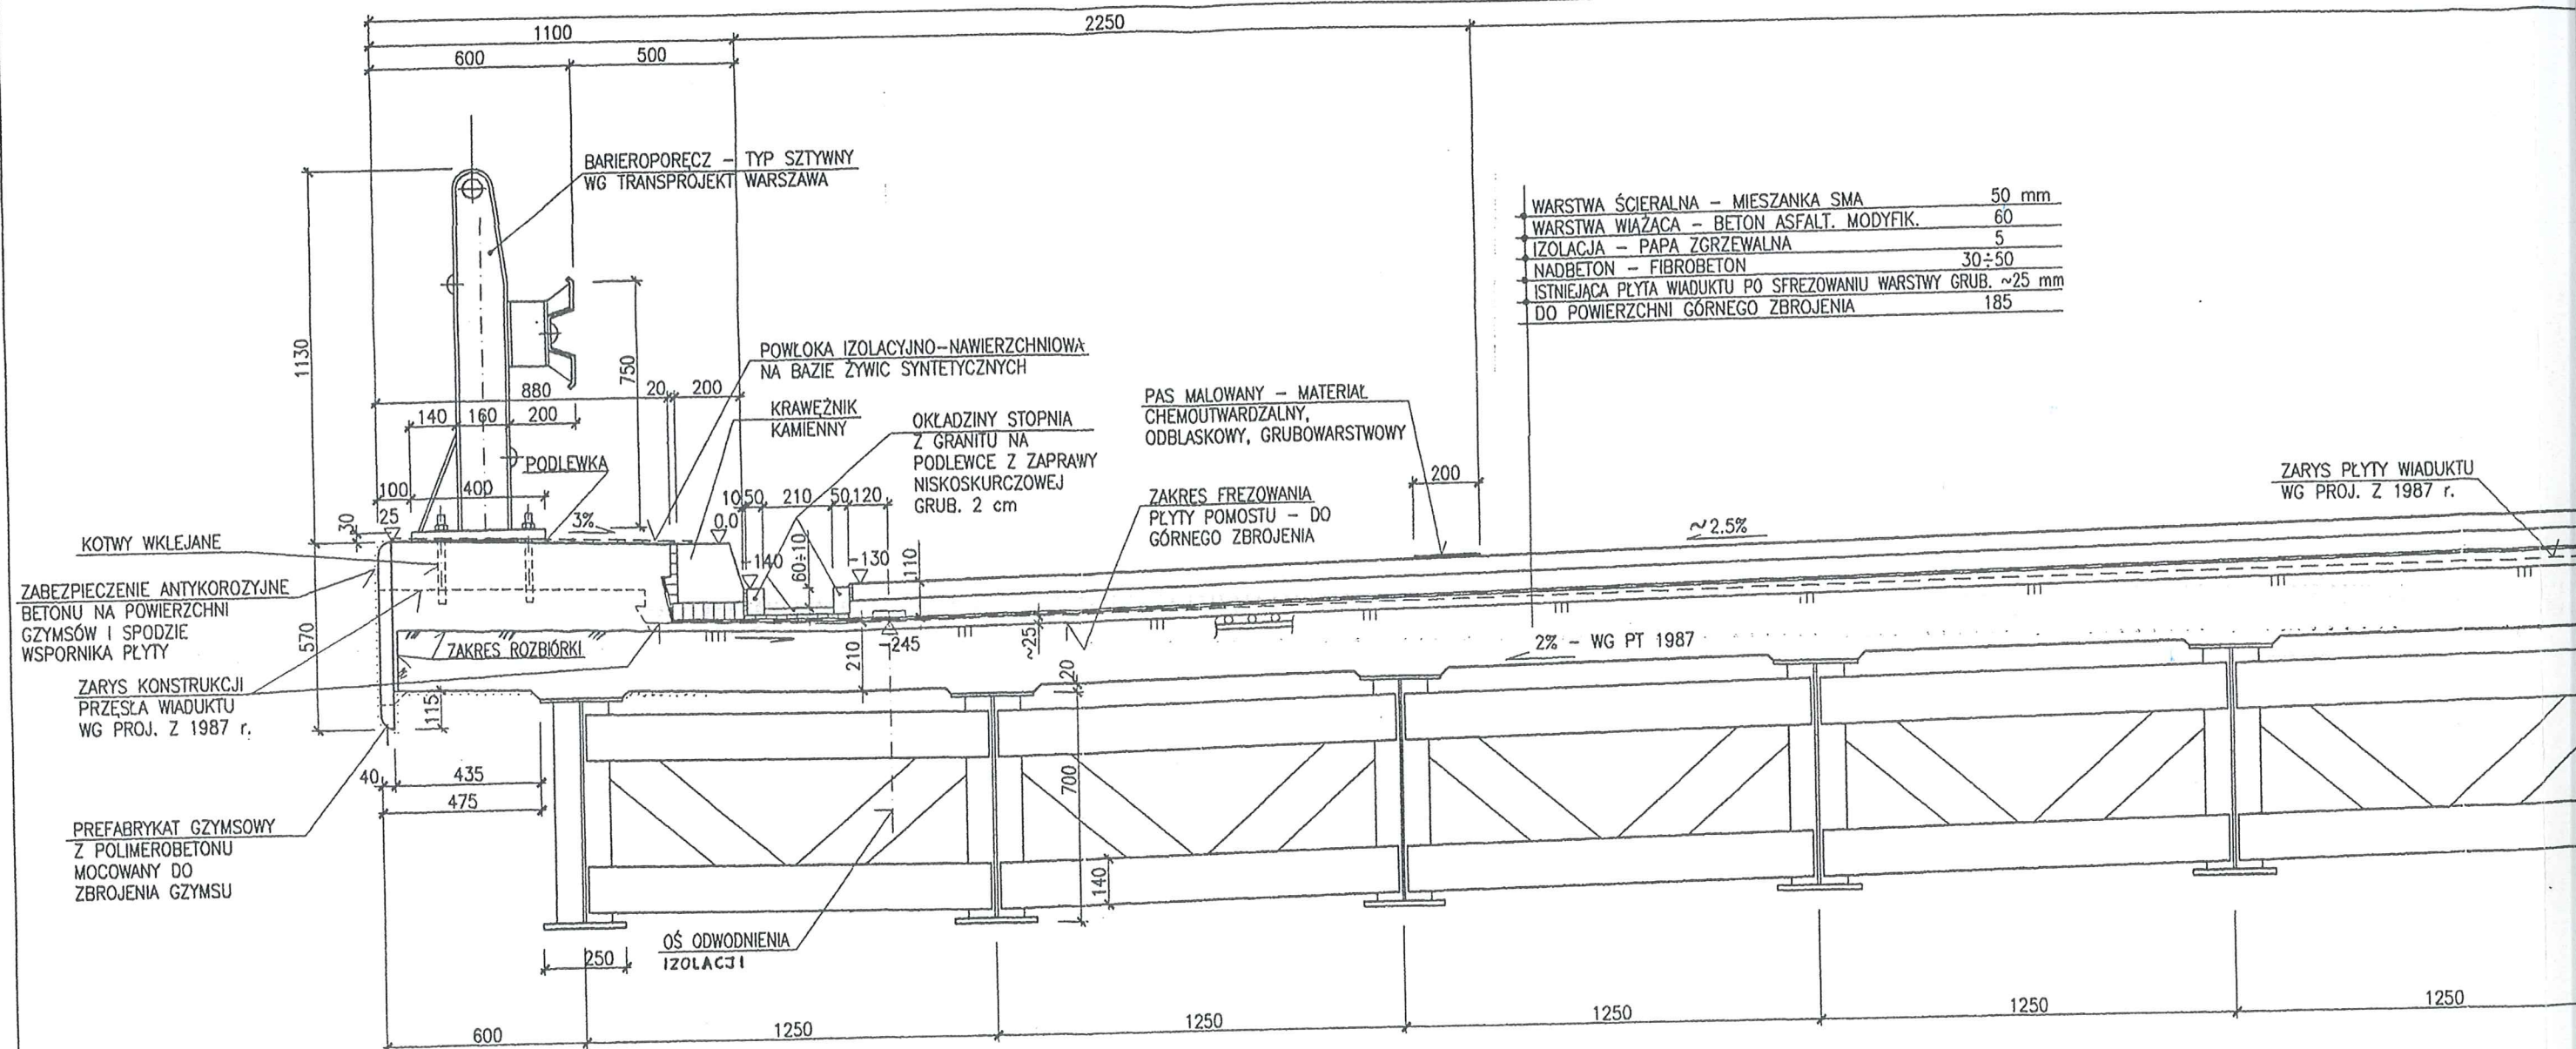 1100
2250
600
500
BARIEROPORĘCZ – TYP SZTYWNY
WG TRANSPROJEKT WARSZAWA
WARSTWA ŚCIERALNA – MIESZANKA SMA 50 mm
WARSTWA WIĄŻĄCA – BETON ASFALT. MODYFIK. 60
IZOLACJA – PAPA ZGRZEWALNA 5
NADBETON – FIBROBETON 30÷50
ISTNIEJĄCA PŁYTA WIADUKTU PO SFREZOWANIU WARSTWY GRUB. ~25 mm
DO POWIERZCHNI GÓRNEGO ZBROJENIA 185
1130
750
POWŁOKA IZOLACYJNO–NAWIERZCHNIOWA
NA BAZIE ŻYWIC SYNTETYCZNYCH
880
20
200
140
160
200
KRAWĘŻNIK
KAMIENNY
OKŁADZINY STOPNIA
Z GRANITU NA
PODLEWCE Z ZAPRAWY
NISKOSKURCZOWEJ
GRUB. 2 cm
PAS MALOWANY – MATERIAŁ
CHEMOUTWARDZALNY,
ODBLASKOWY, GRUBOWARSTWOWY
200
ZARYS PŁYTY WIADUKTU
WG PROJ. Z 1987 r.
PODLEWKA
100
400
10
50
210
50
120
ZAKRES FREZOWANIA
PŁYTY POMOSTU – DO
GÓRNEGO ZBROJENIA
30
25
3%
0,0
~2.5%
KOTWY WKLEJANE
–140
60÷10
–130
110
ZABEZPIECZENIE ANTYKOROZYJNE
BETONU NA POWIERZCHNI
GZYMSÓW I SPODZIE
WSPORNIKA PŁYTY
570
ZAKRES ROZBIÓRKI
210
–245
~25
2% – WG PT 1987
ZARYS KONSTRUKCJI
PRZĘSŁA WIADUKTU
WG PROJ. Z 1987 r.
115
20
40
435
475
700
140
PREFABRYKAT GZYMSOWY
Z POLIMEROBETONU
MOCOWANY DO
ZBROJENIA GZYMSU
OŚ ODWODNIENIA
IZOLACJI
250
600
1250
1250
1250
1250
1250